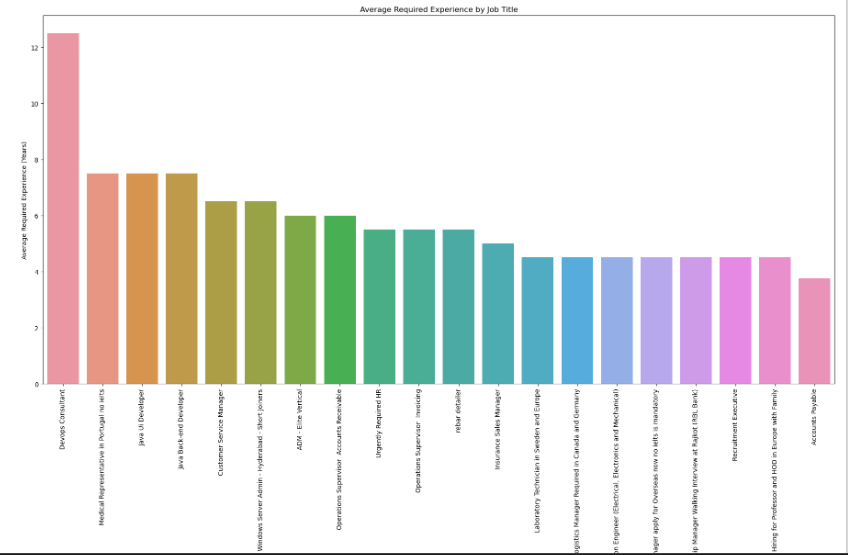 Average Required Experience by Job Title
Average Required Experience (Years)
12
10
8
6
4
2
0
Devops Consultant
Medical Representative in Portugal no ielts
Java UI Developer
Java Back-end Developer
Customer Service Manager
Windows Server Admin - Hyderabad - Short Joiners
ADM - Elite Vertical
Operations Supervisor Accounts Receivable
Urgently Required HR
Operations Supervisor Invoicing
rebar detailer
Insurance Sales Manager
Laboratory Technician in Sweden and Europe
ogistics Manager Required in Canada and Germany
n Engineer (Electrical, Electronics and Mechanical)
nager apply for Overseas now no ielts is mandatory
ip Manager Walking Interview at Rajkot (RBL Bank)
Recruitment Executive
Hiring for Professor and HOD in Europe with Family
Accounts Payable